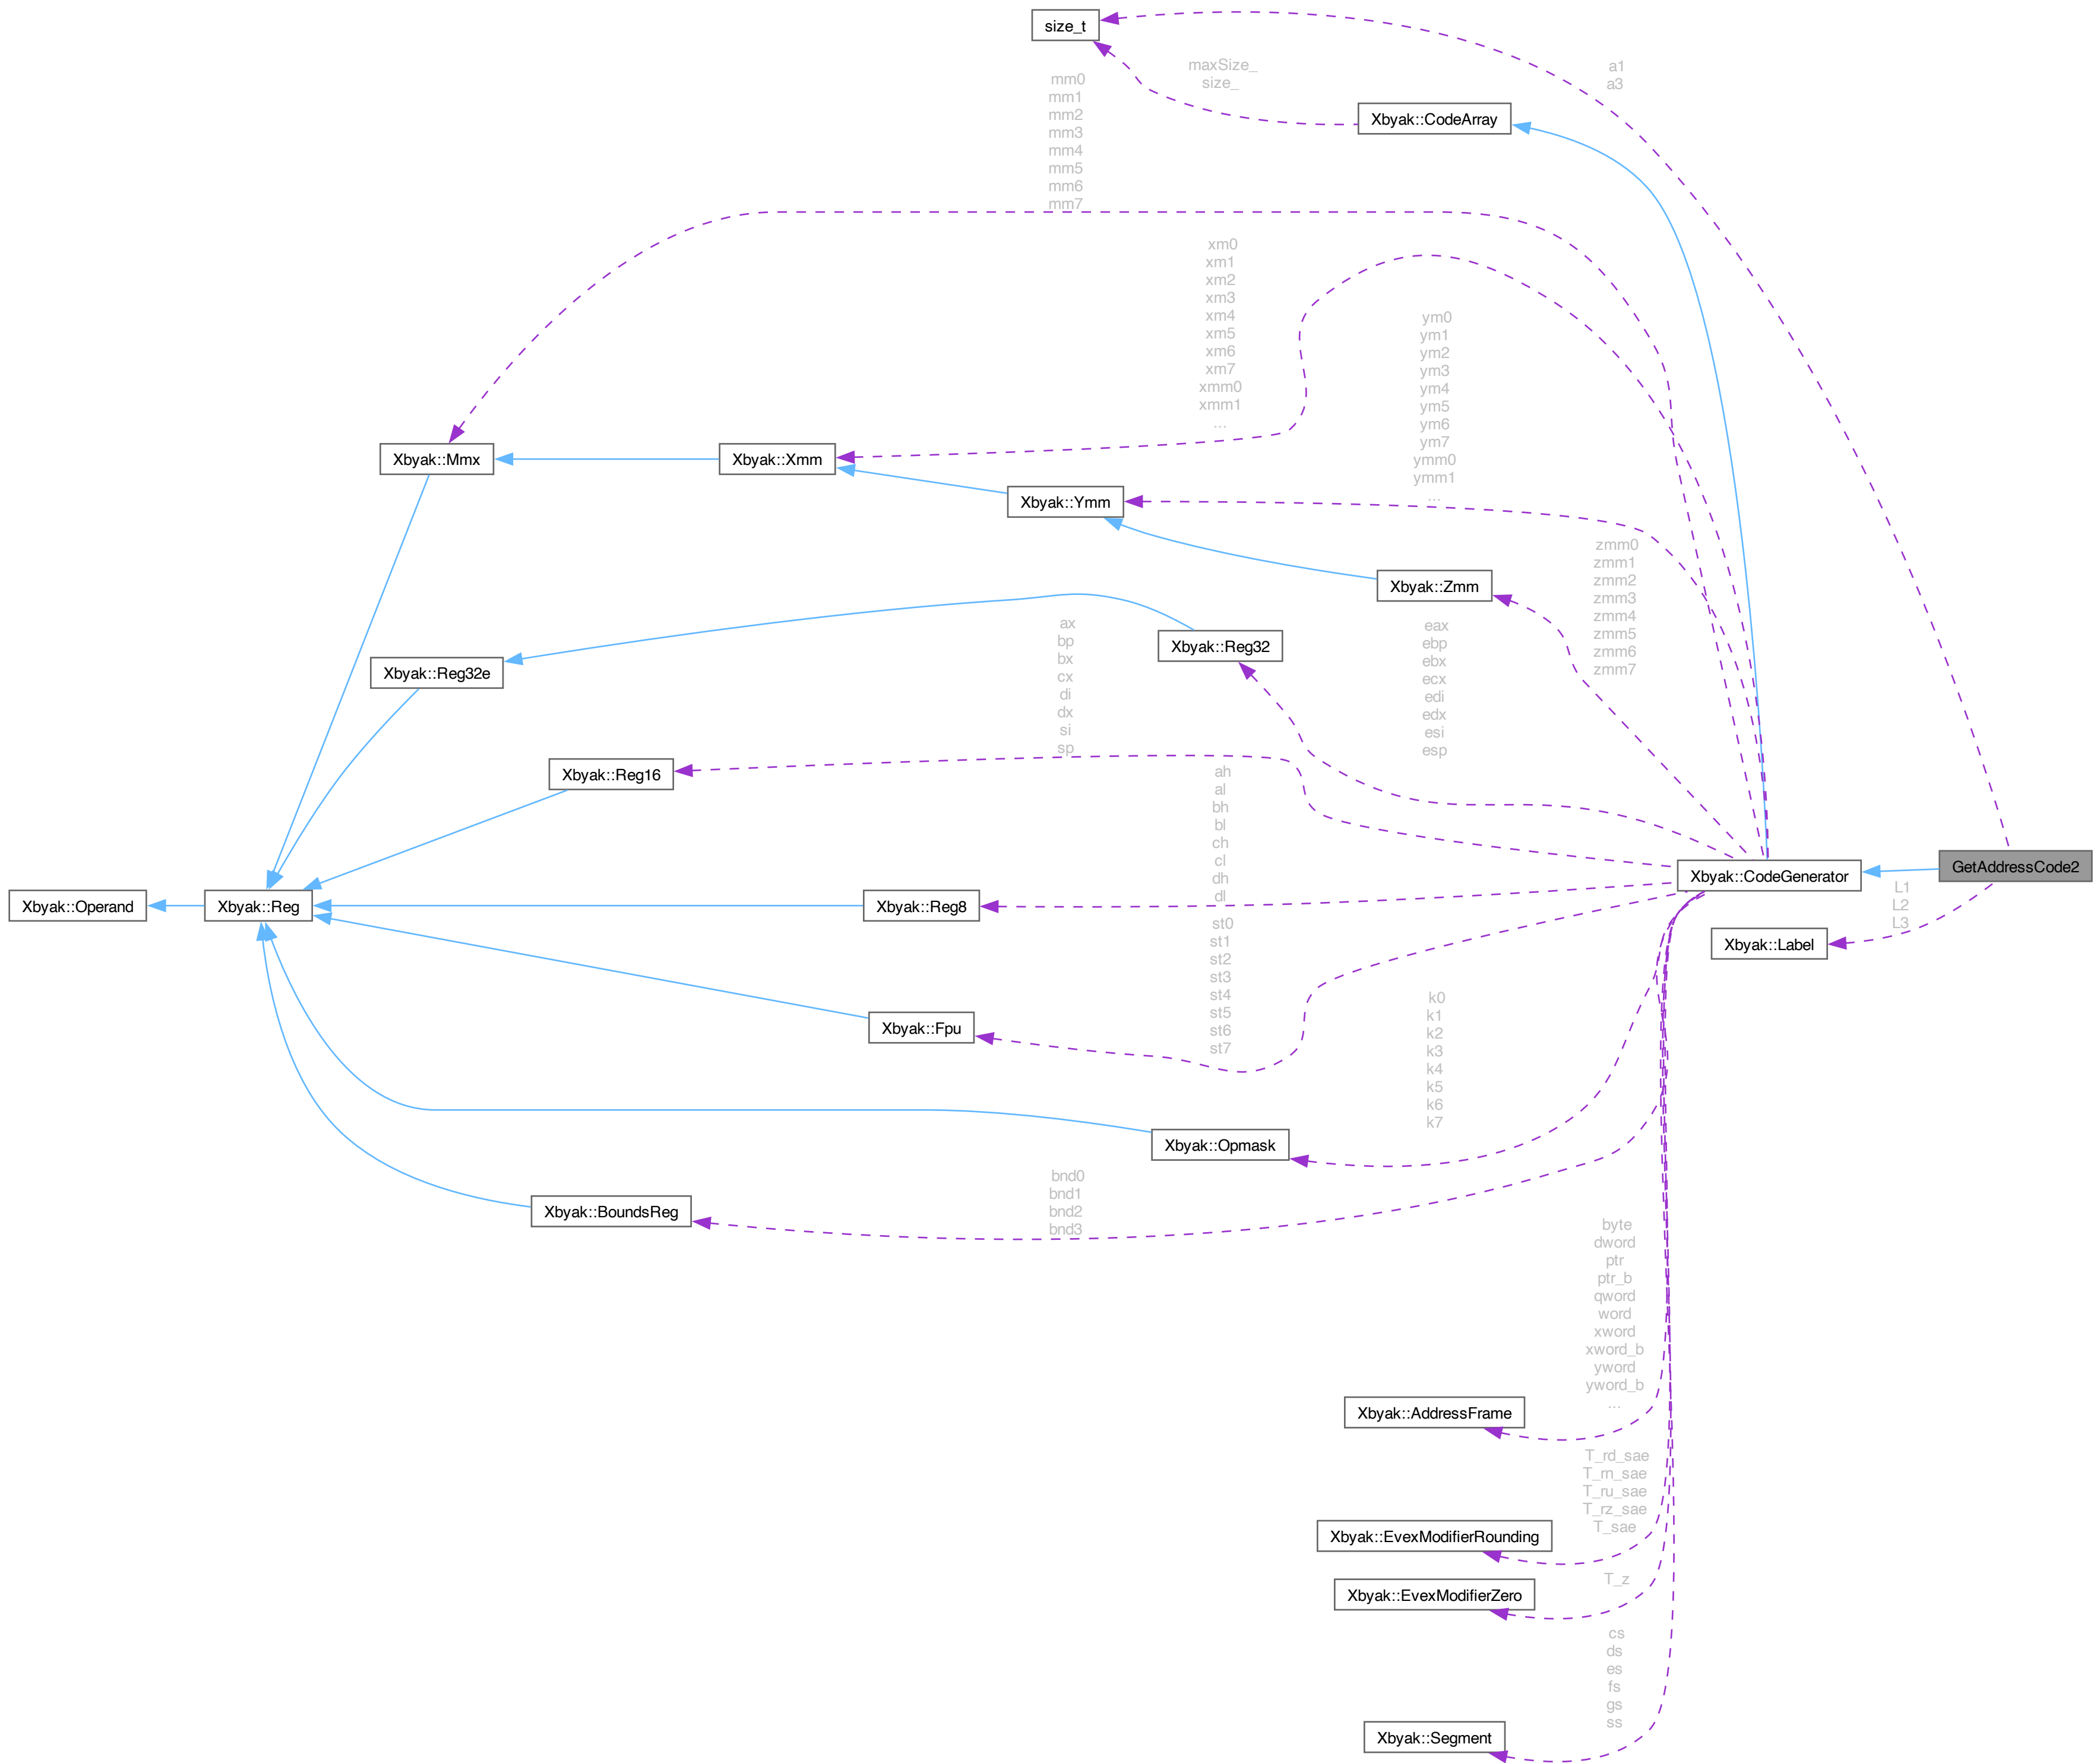 size_t
maxSize_
size_
a1
a3
Xbyak::CodeArray
mm0
mm1
mm2
mm3
mm4
mm5
mm6
mm7
xm0
xm1
xm2
xm3
xm4
xm5
xm6
xm7
xmm0
xmm1
...
ym0
ym1
ym2
ym3
ym4
ym5
ym6
ym7
ymm0
ymm1
...
Xbyak::Mmx
Xbyak::Xmm
Xbyak::Ymm
Xbyak::Zmm
zmm0
zmm1
zmm2
zmm3
zmm4
zmm5
zmm6
zmm7
Xbyak::Reg32e
Xbyak::Reg32
ax
bp
bx
cx
di
dx
si
sp
eax
ebp
ebx
ecx
edi
edx
esi
esp
Xbyak::Reg16
ah
al
bh
bl
ch
cl
dh
dl
Xbyak::Operand
Xbyak::Reg
Xbyak::Reg8
Xbyak::CodeGenerator
GetAddressCode2
L1
L2
L3
Xbyak::Label
st0
st1
st2
st3
st4
st5
st6
st7
Xbyak::Fpu
k0
k1
k2
k3
k4
k5
k6
k7
Xbyak::Opmask
Xbyak::BoundsReg
bnd0
bnd1
bnd2
bnd3
byte
dword
ptr
ptr_b
qword
word
xword
xword_b
yword
yword_b
...
Xbyak::AddressFrame
T_rd_sae
T_rn_sae
T_ru_sae
T_rz_sae
T_sae
Xbyak::EvexModifierRounding
T_z
Xbyak::EvexModifierZero
cs
ds
es
fs
gs
ss
Xbyak::Segment